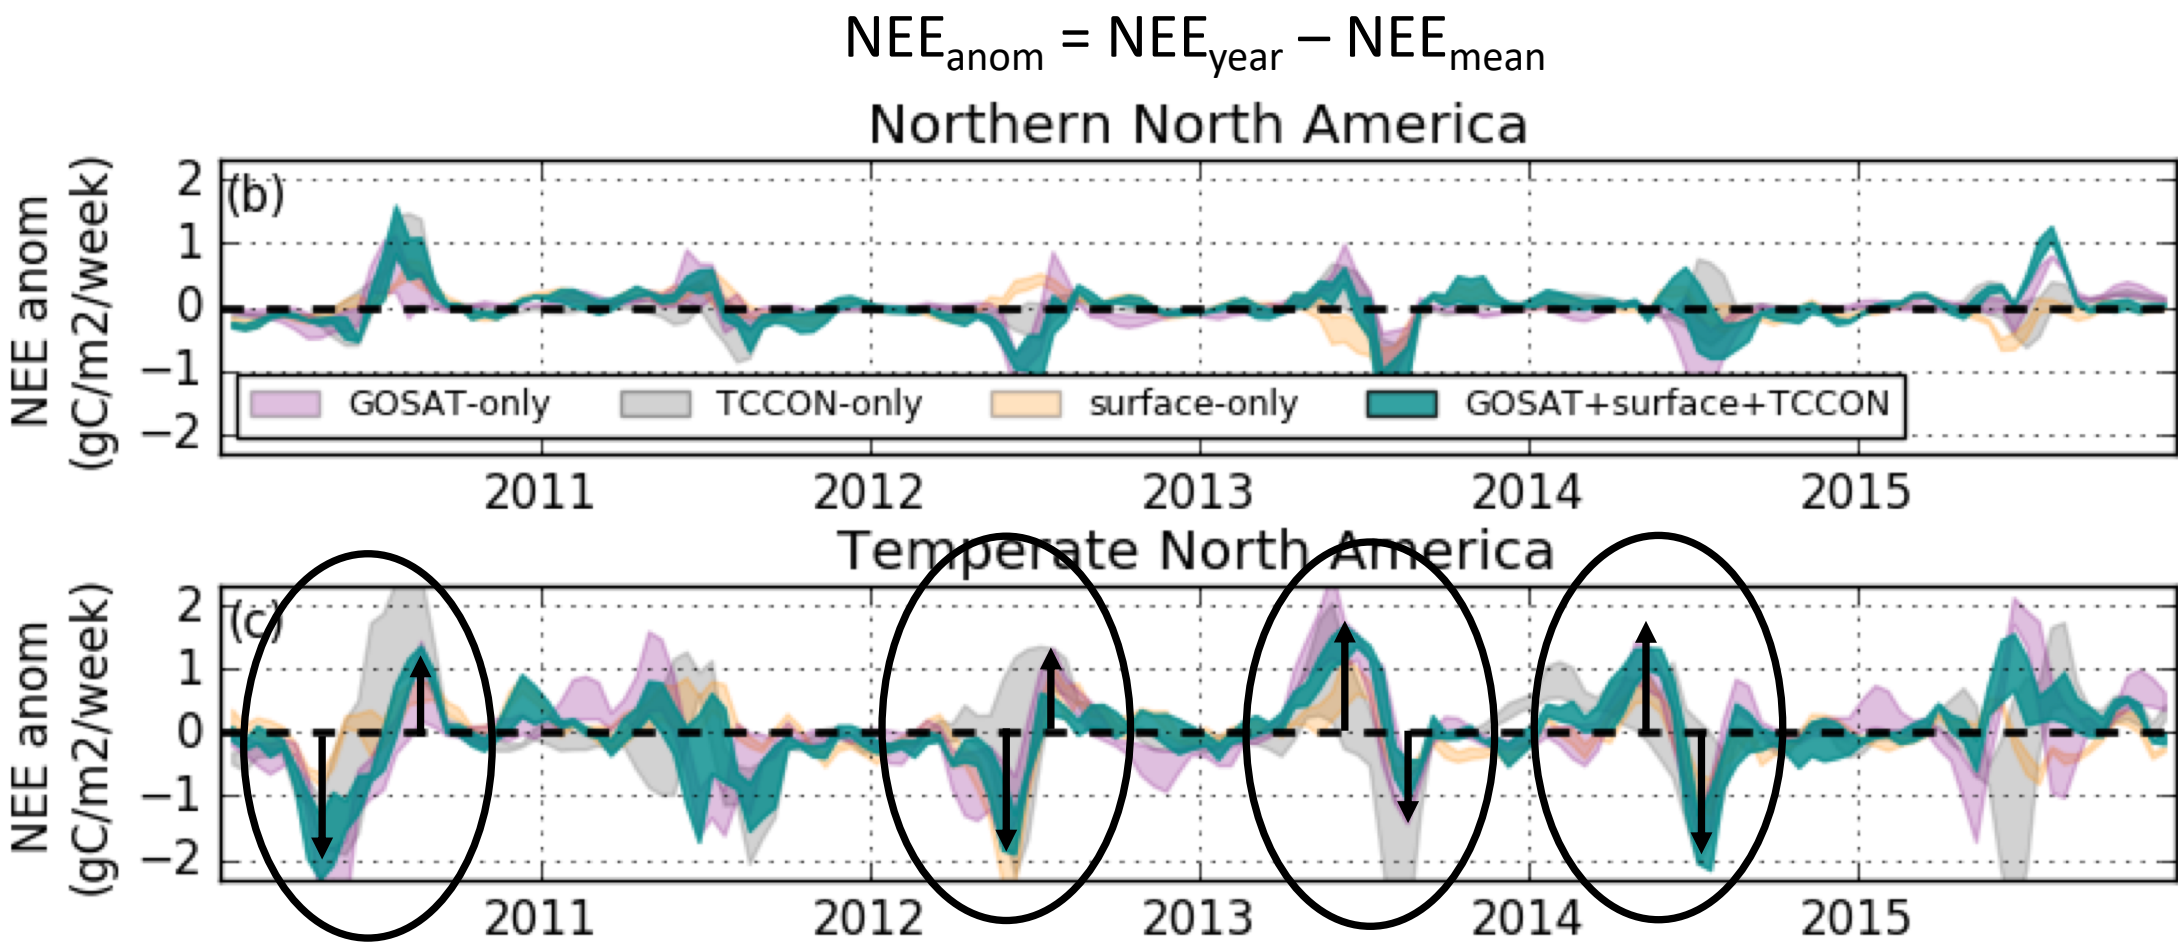 NEEanom = NEEyear – NEEmean
Northern North America
NEE anom
(gC/m2/week)
2
1
0
−1
−2
(b)
GOSAT-only TCCON-only surface-only GOSAT+surface+TCCON
2011 2012 2013 2014 2015
Temperate North America
NEE anom
(gC/m2/week)
2
1
0
−1
−2
(c)
2011 2012 2013 2014 2015